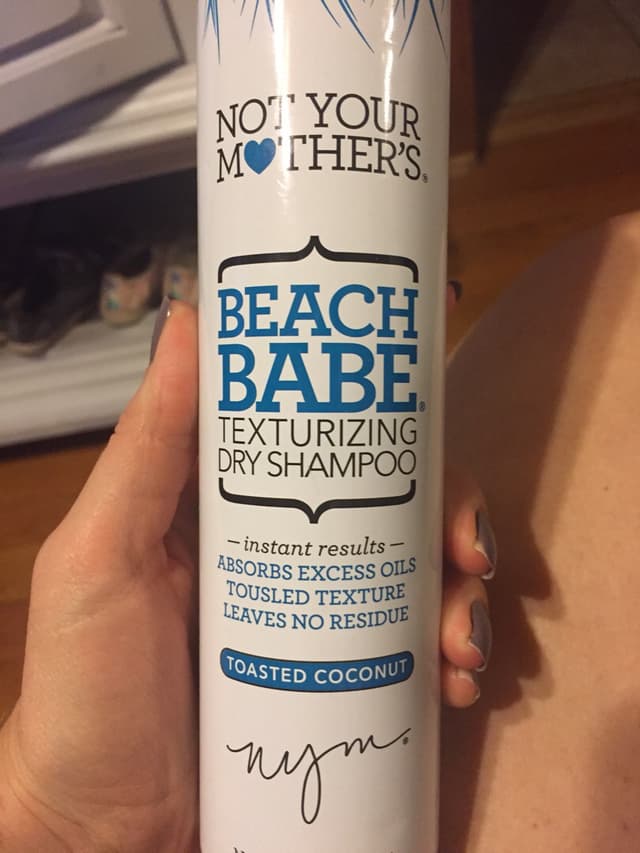 NOT YOUR
MOTHER'S®
BEACH
BABE®
TEXTURIZING
DRY SHAMPOO
– instant results –
ABSORBS EXCESS OILS
TOUSLED TEXTURE
LEAVES NO RESIDUE
TOASTED COCONUT
nym®